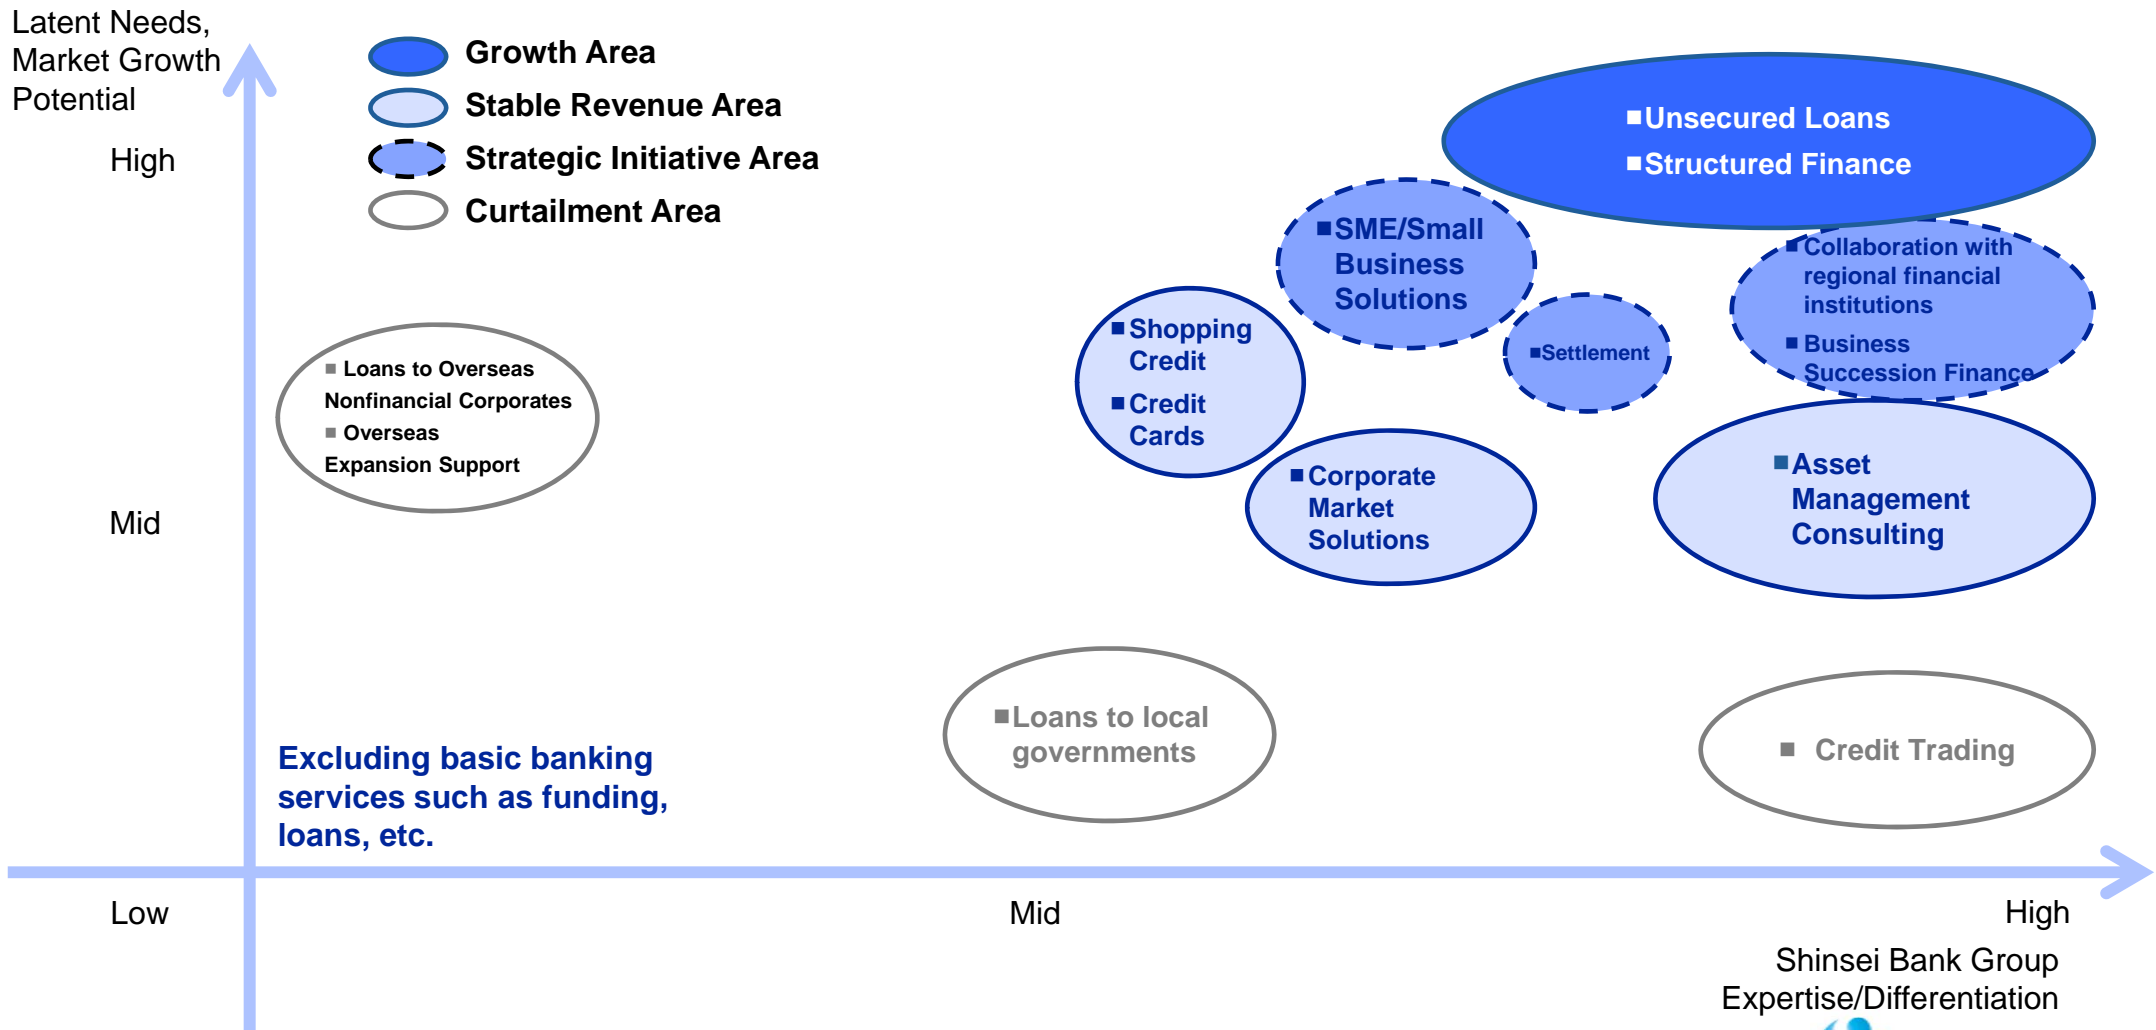 Latent Needs,
Market Growth
Potential
High
Mid
Low
Growth Area
Stable Revenue Area
Strategic Initiative Area
Curtailment Area
■Unsecured Loans
■Structured Finance
■SME/Small
Business
Solutions
■Collaboration with
regional financial
institutions
■Business
Succession Finance
■Settlement
■Shopping
Credit
■Credit
Cards
■Loans to Overseas
Nonfinancial Corporates
■Overseas
Expansion Support
■Corporate
Market
Solutions
■Asset
Management
Consulting
■Loans to local
governments
■Credit Trading
Excluding basic banking
services such as funding,
loans, etc.
Mid
High
Shinsei Bank Group
Expertise/Differentiation